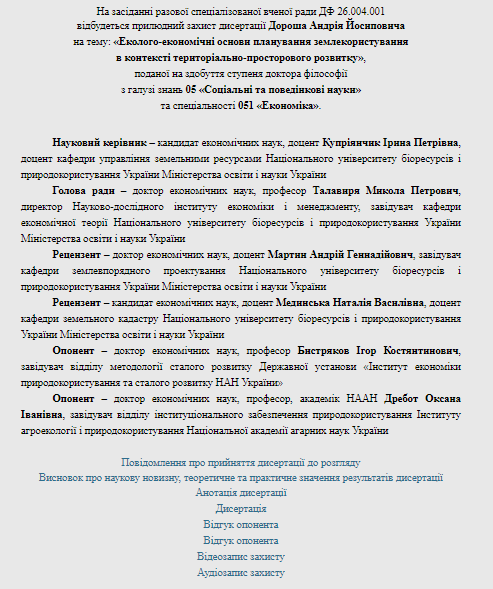 На засіданні разової спеціалізованої вченої ради ДФ 26.004.001
відбудеться прилюдний захист дисертації Дороша Андрія Йосиповича
на тему: «Еколого-економічні основи планування землекористування
в контексті територіально-просторового розвитку»,
поданої на здобуття ступеня доктора філософії
з галузі знань 05 «Соціальні та поведінкові науки»
та спеціальності 051 «Економіка».
Науковий керівник – кандидат економічних наук, доцент Купріянчик Ірина Петрівна,
доцент кафедри управління земельними ресурсами Національного університету біоресурсів і
природокористування України Міністерства освіти і науки України
Голова ради – доктор економічних наук, професор Талавиря Микола Петрович,
директор Науково-дослідного інституту економіки і менеджменту, завідувач кафедри
економічної теорії Національного університету біоресурсів і природокористування України
Міністерства освіти і науки України
Рецензент – доктор економічних наук, доцент Мартин Андрій Геннадійович, завідувач
кафедри землевпорядного проектування Національного університету біоресурсів і
природокористування України Міністерства освіти і науки України
Рецензент – кандидат економічних наук, доцент Мединська Наталія Василівна, доцент
кафедри земельного кадастру Національного університету біоресурсів і природокористування
України Міністерства освіти і науки України
Опонент – доктор економічних наук, професор Бистряков Ігор Костянтинович,
завідувач відділу методології сталого розвитку Державної установи «Інститут економіки
природокористування та сталого розвитку НАН України»
Опонент – доктор економічних наук, професор, академік НААН Дребот Оксана
Іванівна, завідувач відділу інституціонального забезпечення природокористування Інституту
агроекології і природокористування Національної академії агарних наук України
Повідомлення про прийняття дисертації до розгляду
Висновок про наукову новизну, теоретичне та практичне значення результатів дисертації
Анотація дисертації
Дисертація
Відгук опонента
Відгук опонента
Відеозапис захисту
Аудіозапис захисту